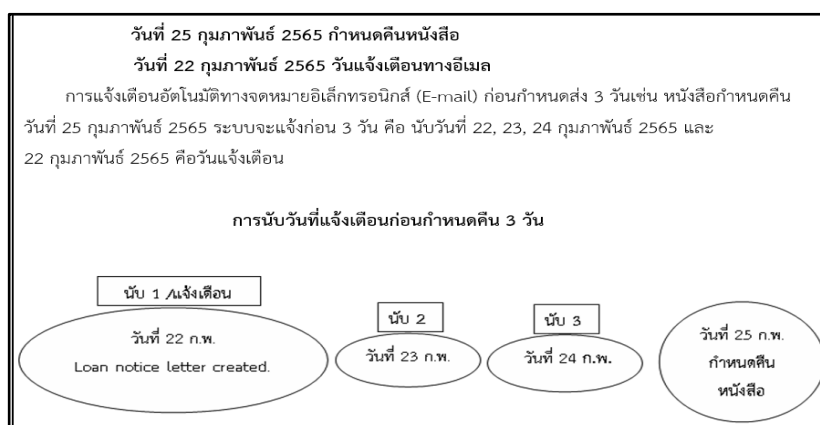 วันที่ 25 กุมภาพันธ์ 2565 กำหนดคืนหนังสือ
วันที่ 22 กุมภาพันธ์ 2565 วันแจ้งเตือนทางอีเมล
การแจ้งเตือนอัตโนมัติทางจดหมายอิเล็กทรอนิกส์ (E-mail) ก่อนกำหนดส่ง 3 วันเช่น หนังสือกำหนดคืน
วันที่ 25 กุมภาพันธ์ 2565 ระบบจะแจ้งก่อน 3 วัน คือ นับวันที่ 22, 23, 24 กุมภาพันธ์ 2565 และ
22 กุมภาพันธ์ 2565 คือวันแจ้งเตือน
การนับวันที่แจ้งเตือนก่อนกำหนดคืน 3 วัน
นับ 1 /แจ้งเตือน
วันที่ 22 ก.พ.
Loan notice letter created.
นับ 2
วันที่ 23 ก.พ.
นับ 3
วันที่ 24 ก.พ.
วันที่ 25 ก.พ.
กำหนดคืน
หนังสือ